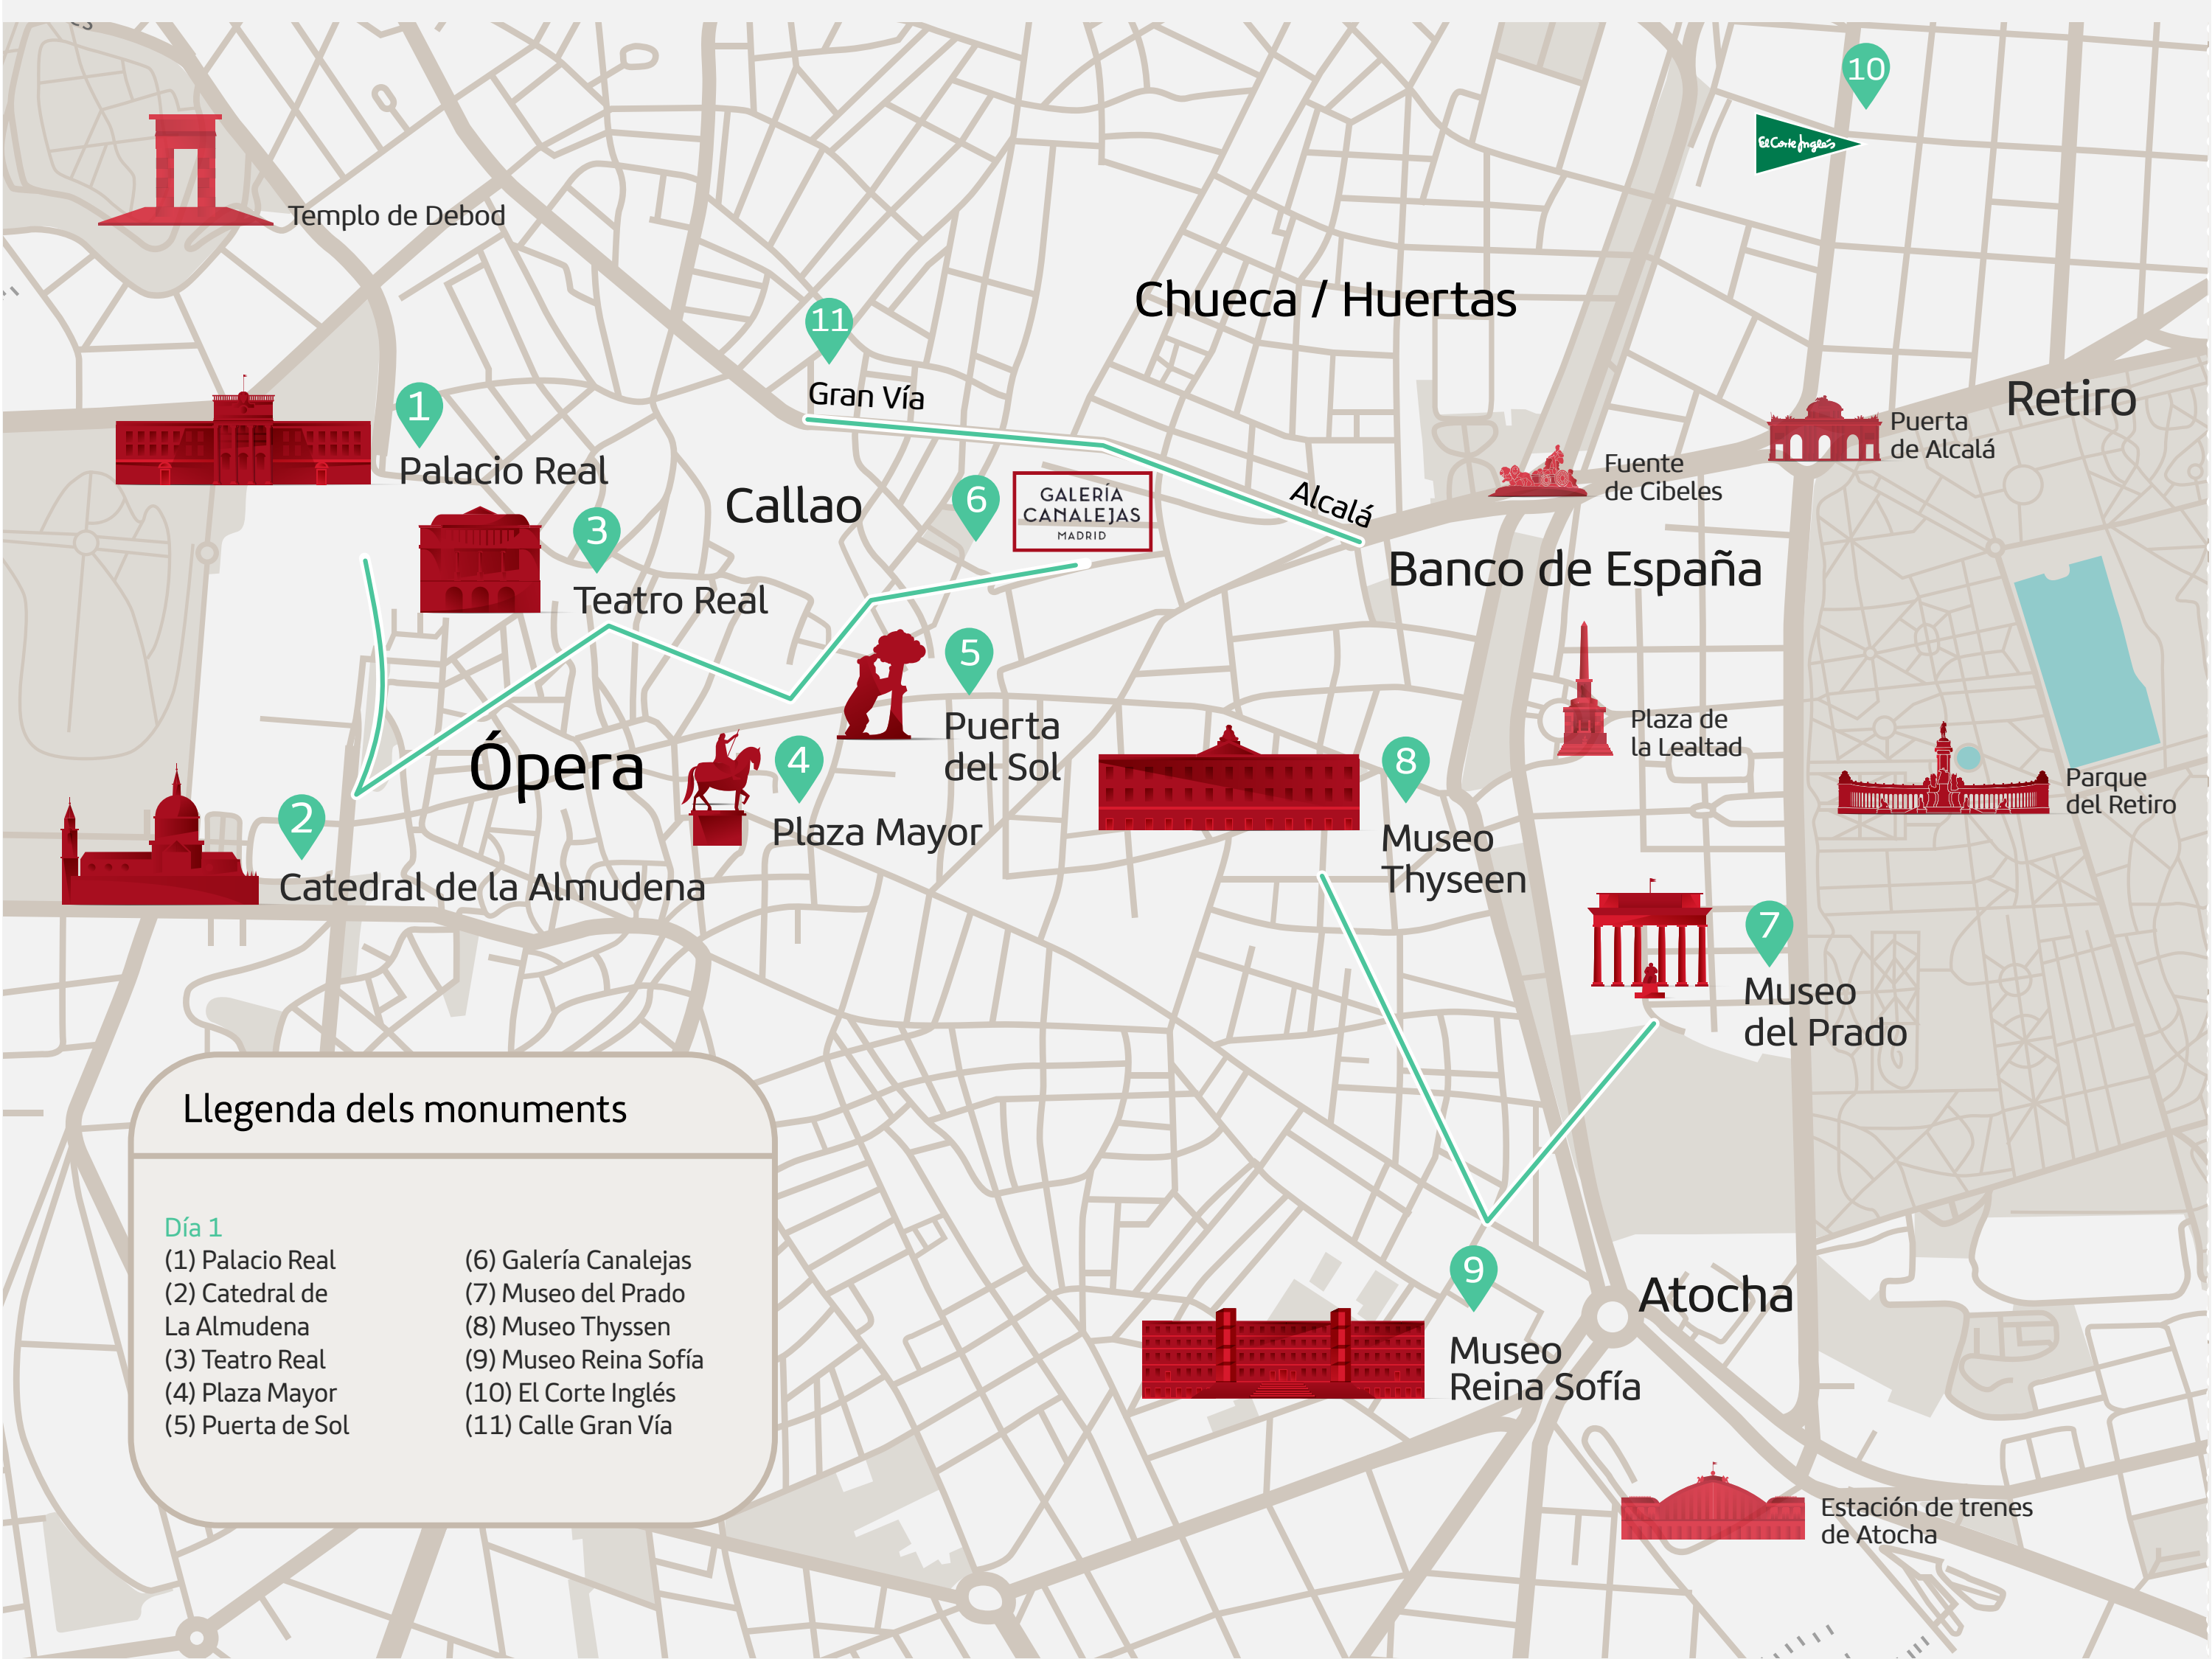 10
El Corte Inglés
Templo de Debod
Chueca / Huertas
11
Gran Vía
1
Palacio Real
Retiro
Puerta
de Alcalá
Fuente
de Cibeles
Callao
6
GALERÍA
CANALEJAS
MADRID
Alcalá
3
Teatro Real
Banco de España
5
Puerta
del Sol
Plaza de
la Lealtad
Ópera
4
Plaza Mayor
8
Museo
Thyseen
Parque
del Retiro
2
Catedral de la Almudena
7
Museo
del Prado
9
Museo
Reina Sofía
Atocha
Estación de trenes
de Atocha
Llegenda dels monuments
Día 1
(1) Palacio Real
(2) Catedral de
La Almudena
(3) Teatro Real
(4) Plaza Mayor
(5) Puerta de Sol
(6) Galería Canalejas
(7) Museo del Prado
(8) Museo Thyssen
(9) Museo Reina Sofía
(10) El Corte Inglés
(11) Calle Gran Vía